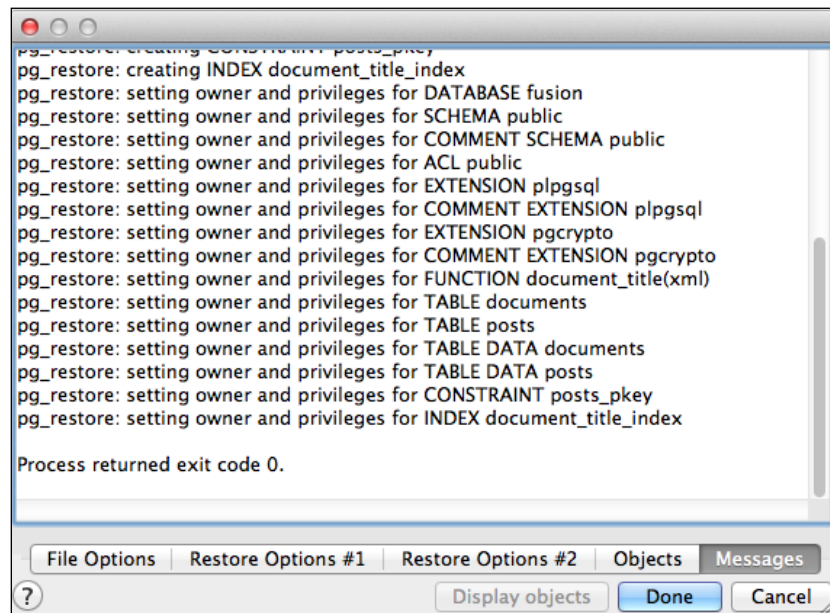 pg_restore: creating CONSTRAINT posts_pkey
pg_restore: creating INDEX document_title_index
pg_restore: setting owner and privileges for DATABASE fusion
pg_restore: setting owner and privileges for SCHEMA public
pg_restore: setting owner and privileges for COMMENT SCHEMA public
pg_restore: setting owner and privileges for ACL public
pg_restore: setting owner and privileges for EXTENSION plpgsql
pg_restore: setting owner and privileges for COMMENT EXTENSION plpgsql
pg_restore: setting owner and privileges for EXTENSION pgcrypto
pg_restore: setting owner and privileges for COMMENT EXTENSION pgcrypto
pg_restore: setting owner and privileges for FUNCTION document_title(xml)
pg_restore: setting owner and privileges for TABLE documents
pg_restore: setting owner and privileges for TABLE posts
pg_restore: setting owner and privileges for TABLE DATA documents
pg_restore: setting owner and privileges for TABLE DATA posts
pg_restore: setting owner and privileges for CONSTRAINT posts_pkey
pg_restore: setting owner and privileges for INDEX document_title_index
Process returned exit code 0.
File Options Restore Options #1 Restore Options #2 Objects Messages
? Display objects Done Cancel